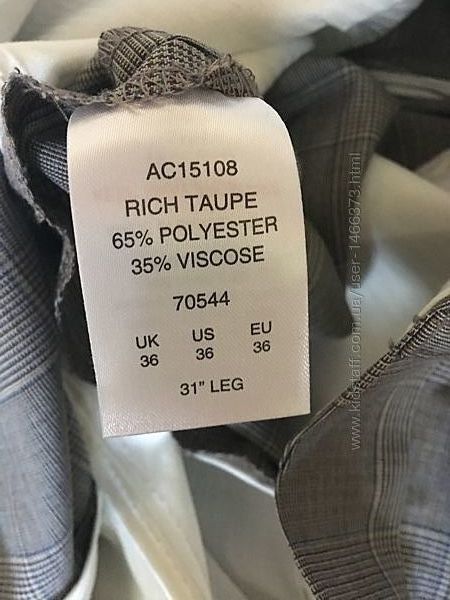 AC15108
RICH TAUPE
65% POLYESTER
35% VISCOSE
70544
UK US EU
36 36 36
31" LEG
www.kidstaff.com.ua/user-1466373.html